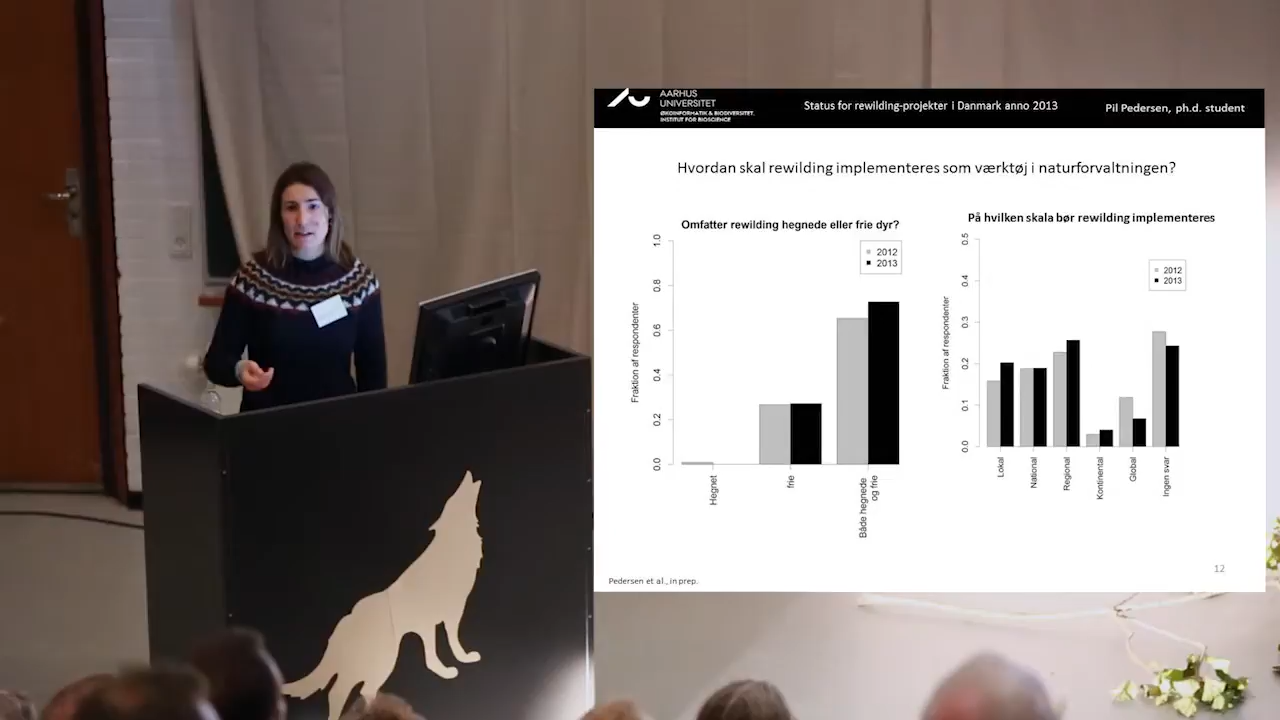 AARHUS
UNIVERSITET
ØKOINFORMATIK & BIODIVERSITET,
INSTITUT FOR BIOSCIENCE
Status for rewilding-projekter i Danmark anno 2013
Pil Pedersen, ph.d. student
Hvordan skal rewilding implementeres som værktøj i naturforvaltningen?
Omfatter rewilding hegnede eller frie dyr?
2012
2013
Fraktion af respondenter
1.0
0.8
0.6
0.4
0.2
0.0
Hegnet
frie
Både hegnede
og frie
På hvilken skala bør rewilding implementeres
2012
2013
Fraktion af respondenter
0.5
0.4
0.3
0.2
0.1
0.0
Lokal
National
Regional
Kontinental
Global
Ingen svar
12
Pedersen et al., in prep.